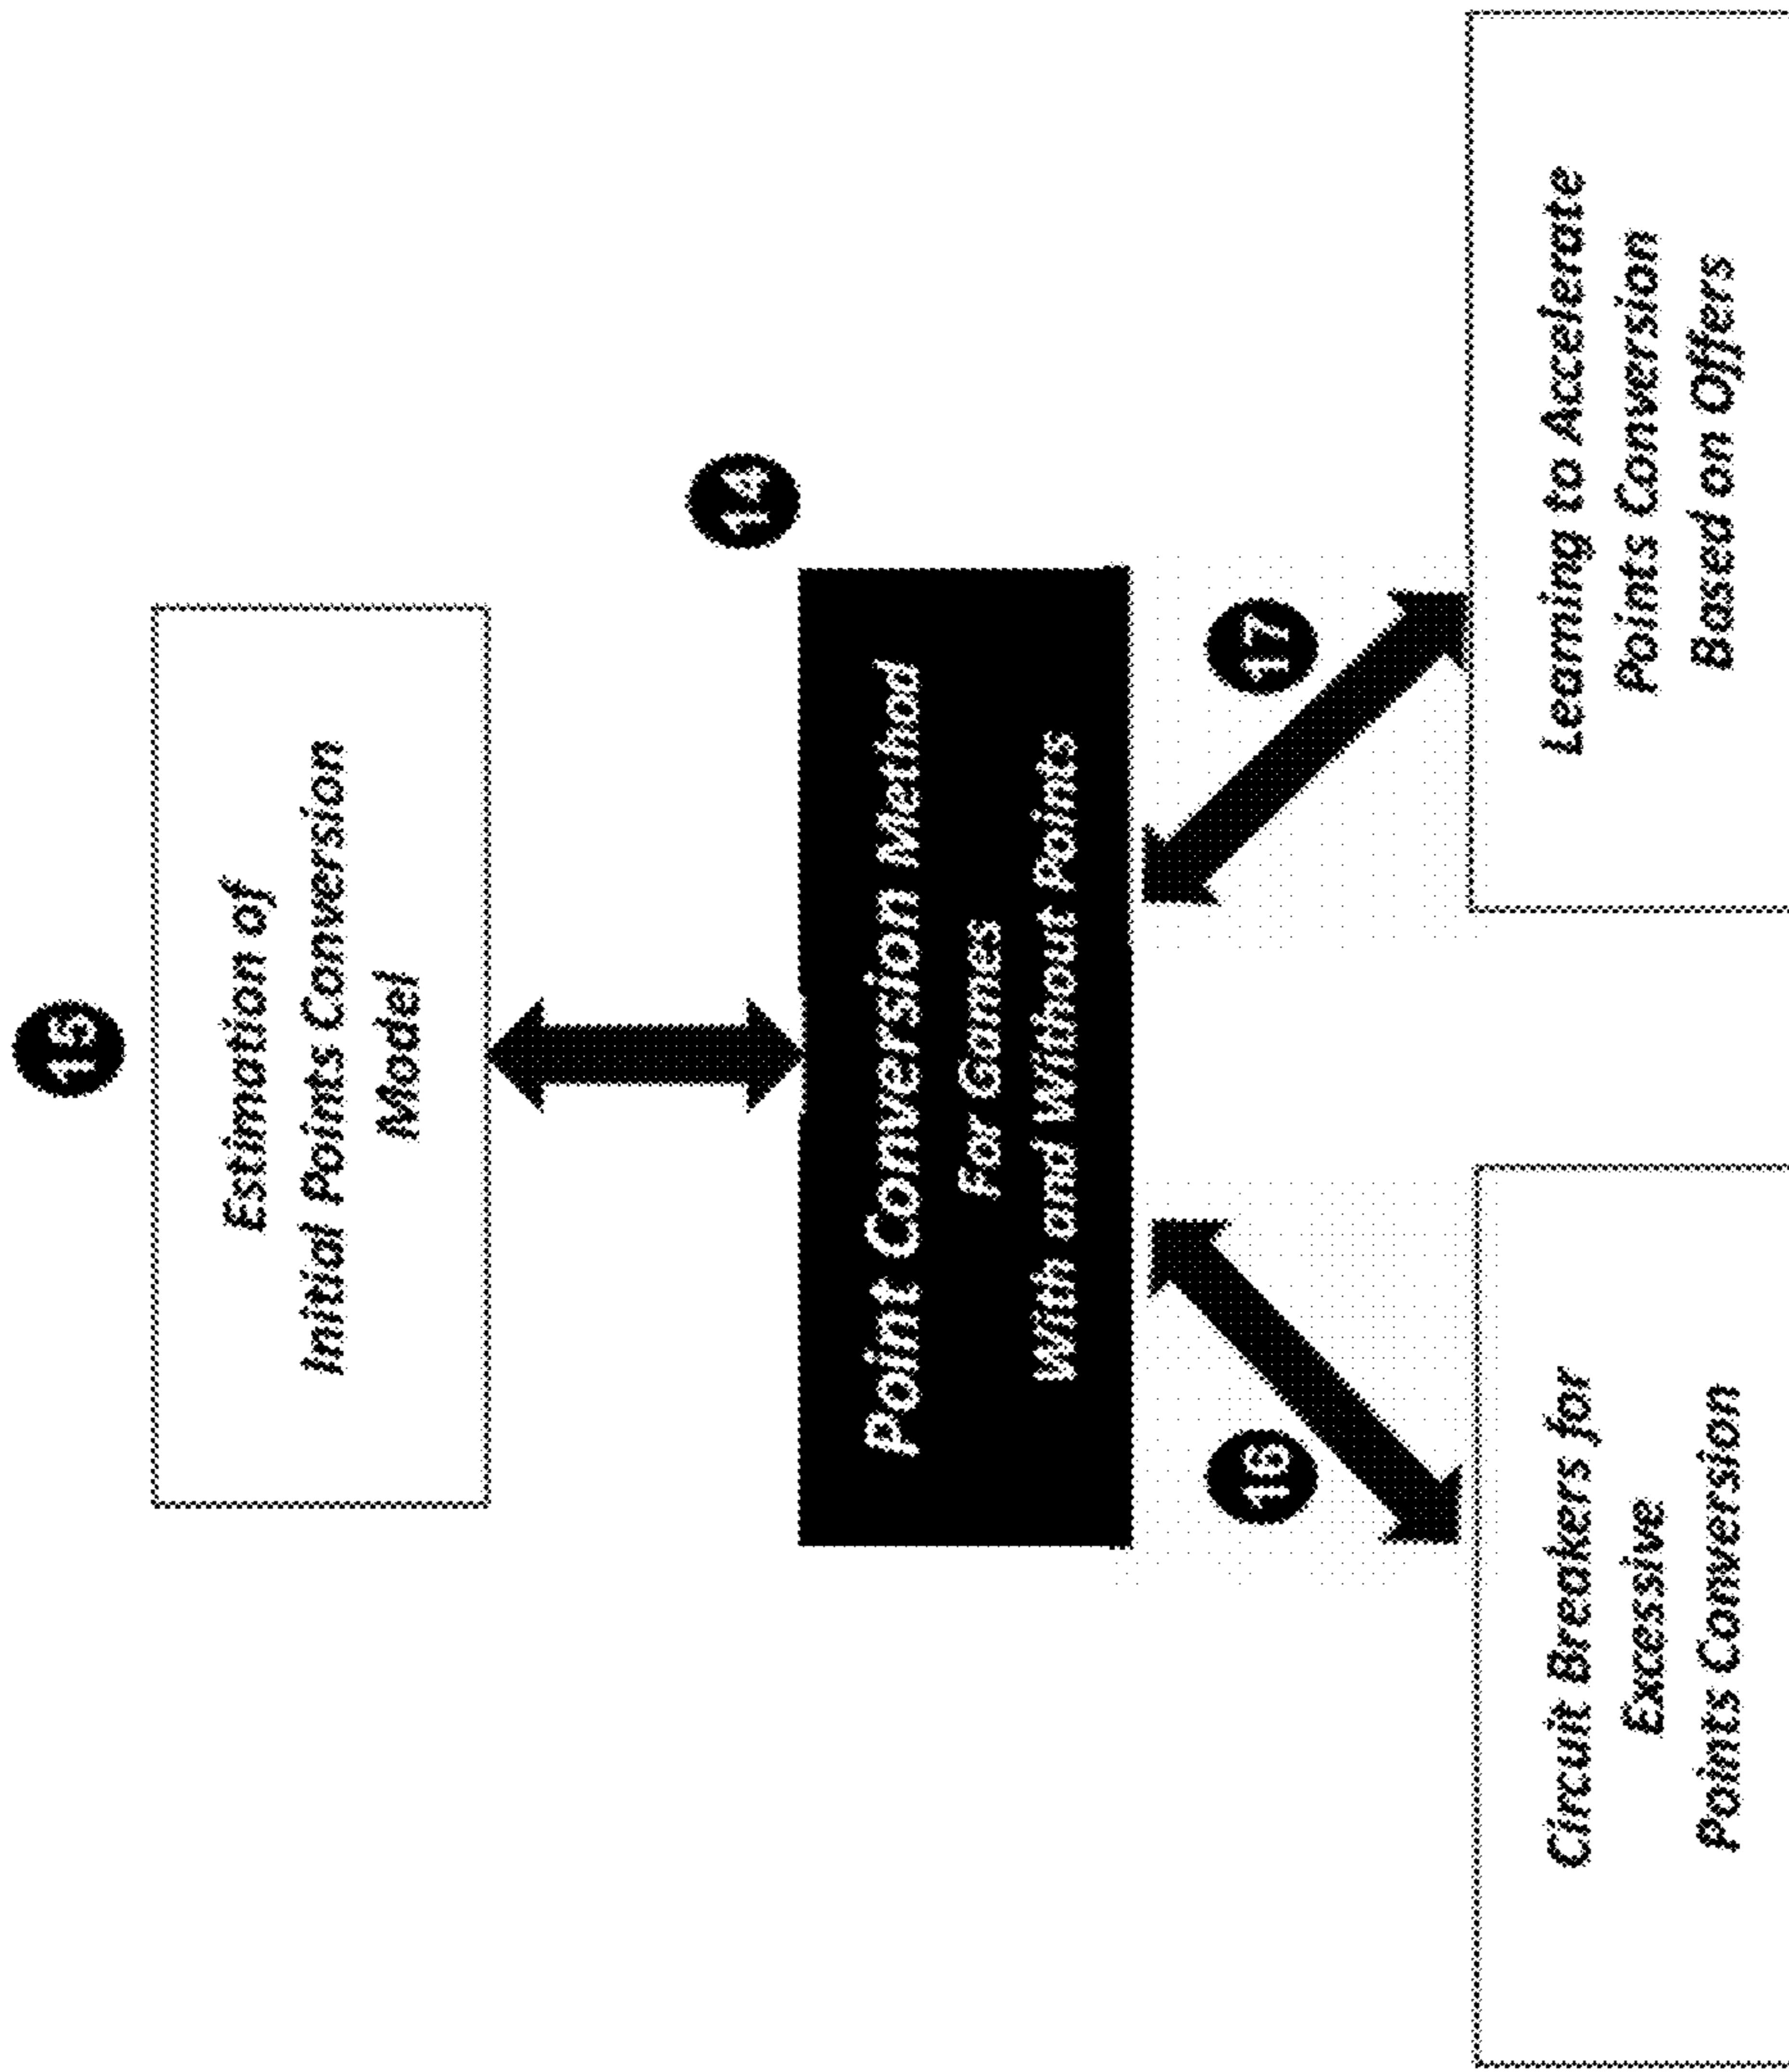 15
Estimation of
Initial Points Conversion
Model
14
Point Conversion Method
For Games
With and Without Points
16
17
Circuit Breakers for
Excessive
Points Conversion
Learning to Accelerate
Points Conversion
Based on Offers